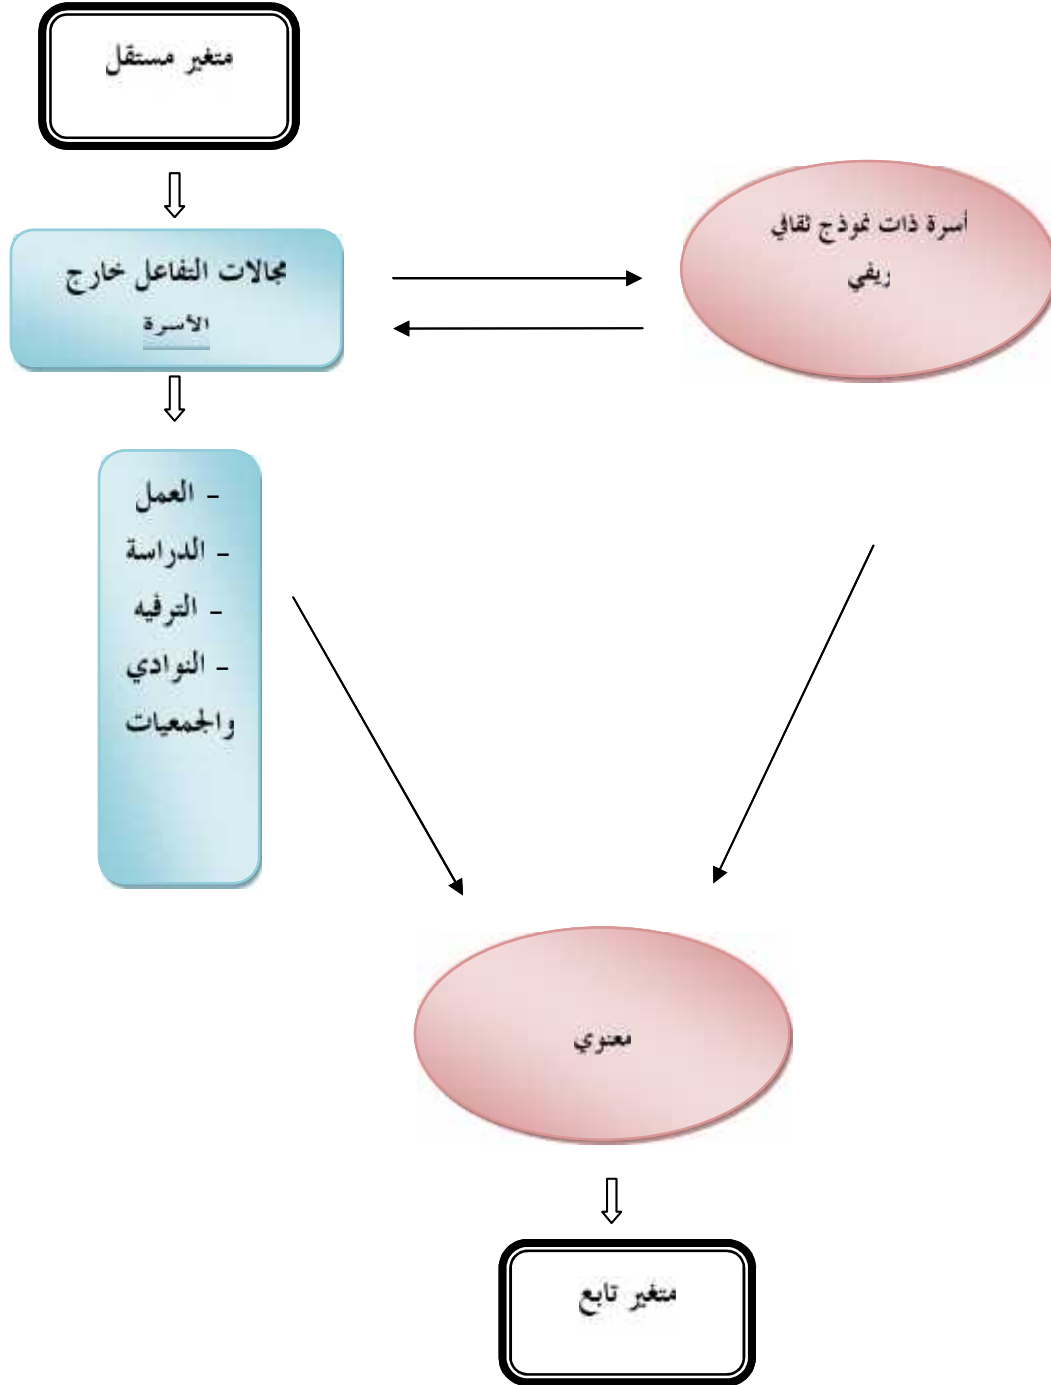 متغير مستقل
أسرة ذات نموذج ثقافي
ريفي
مجالات التفاعل خارج
الأسرة
- العمل
- الدراسة
- الترفيه
- النوادي
والجمعيات
معنوي
متغير تابع